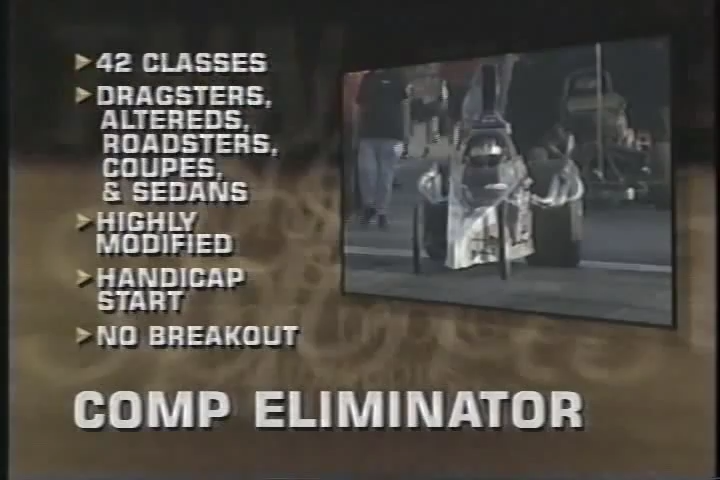 42 CLASSES
DRAGSTERS,
ALTEREDS,
ROADSTERS,
COUPES,
& SEDANS
HIGHLY
MODIFIED
HANDICAP
START
NO BREAKOUT
COMP ELIMINATOR